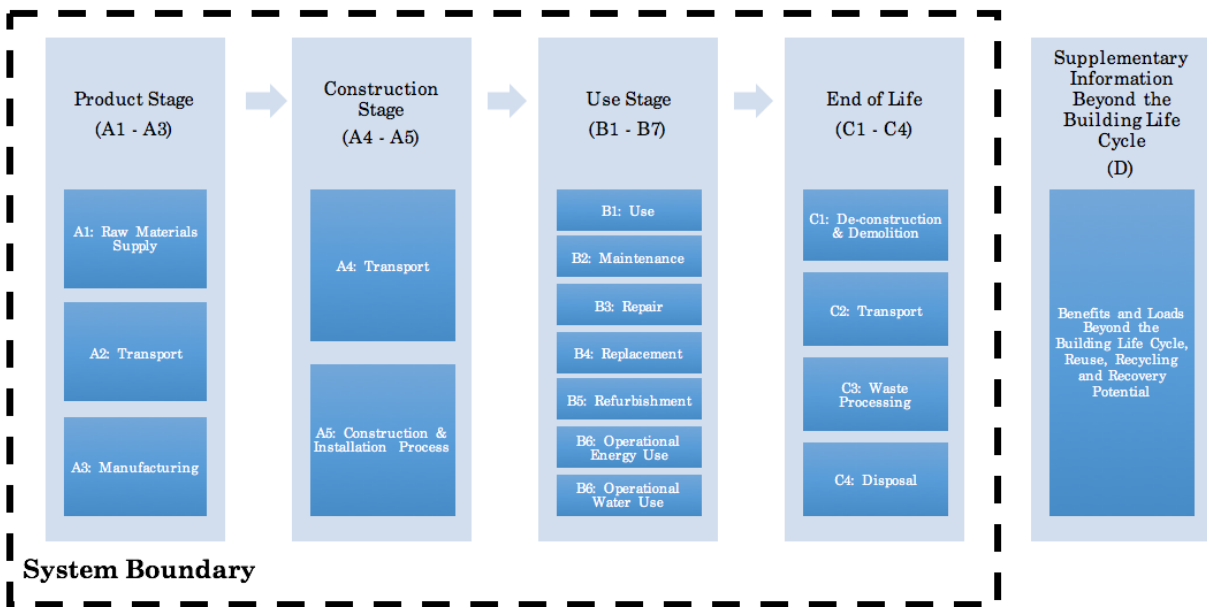 Product Stage
(A1 - A3)
A1: Raw Materials
Supply
A2: Transport
A3: Manufacturing
Construction
Stage
(A4 - A5)
A4: Transport
A5: Construction &
Installation Process
Use Stage
(B1 - B7)
B1: Use
B2: Maintenance
B3: Repair
B4: Replacement
B5: Refurbishment
B6: Operational
Energy Use
B6: Operational
Water Use
End of Life
(C1 - C4)
C1: De-construction
& Demolition
C2: Transport
C3: Waste
Processing
C4: Disposal
Supplementary
Information
Beyond the
Building Life
Cycle
(D)
Benefits and Loads
Beyond the
Building Life Cycle,
Reuse, Recycling
and Recovery
Potential
System Boundary